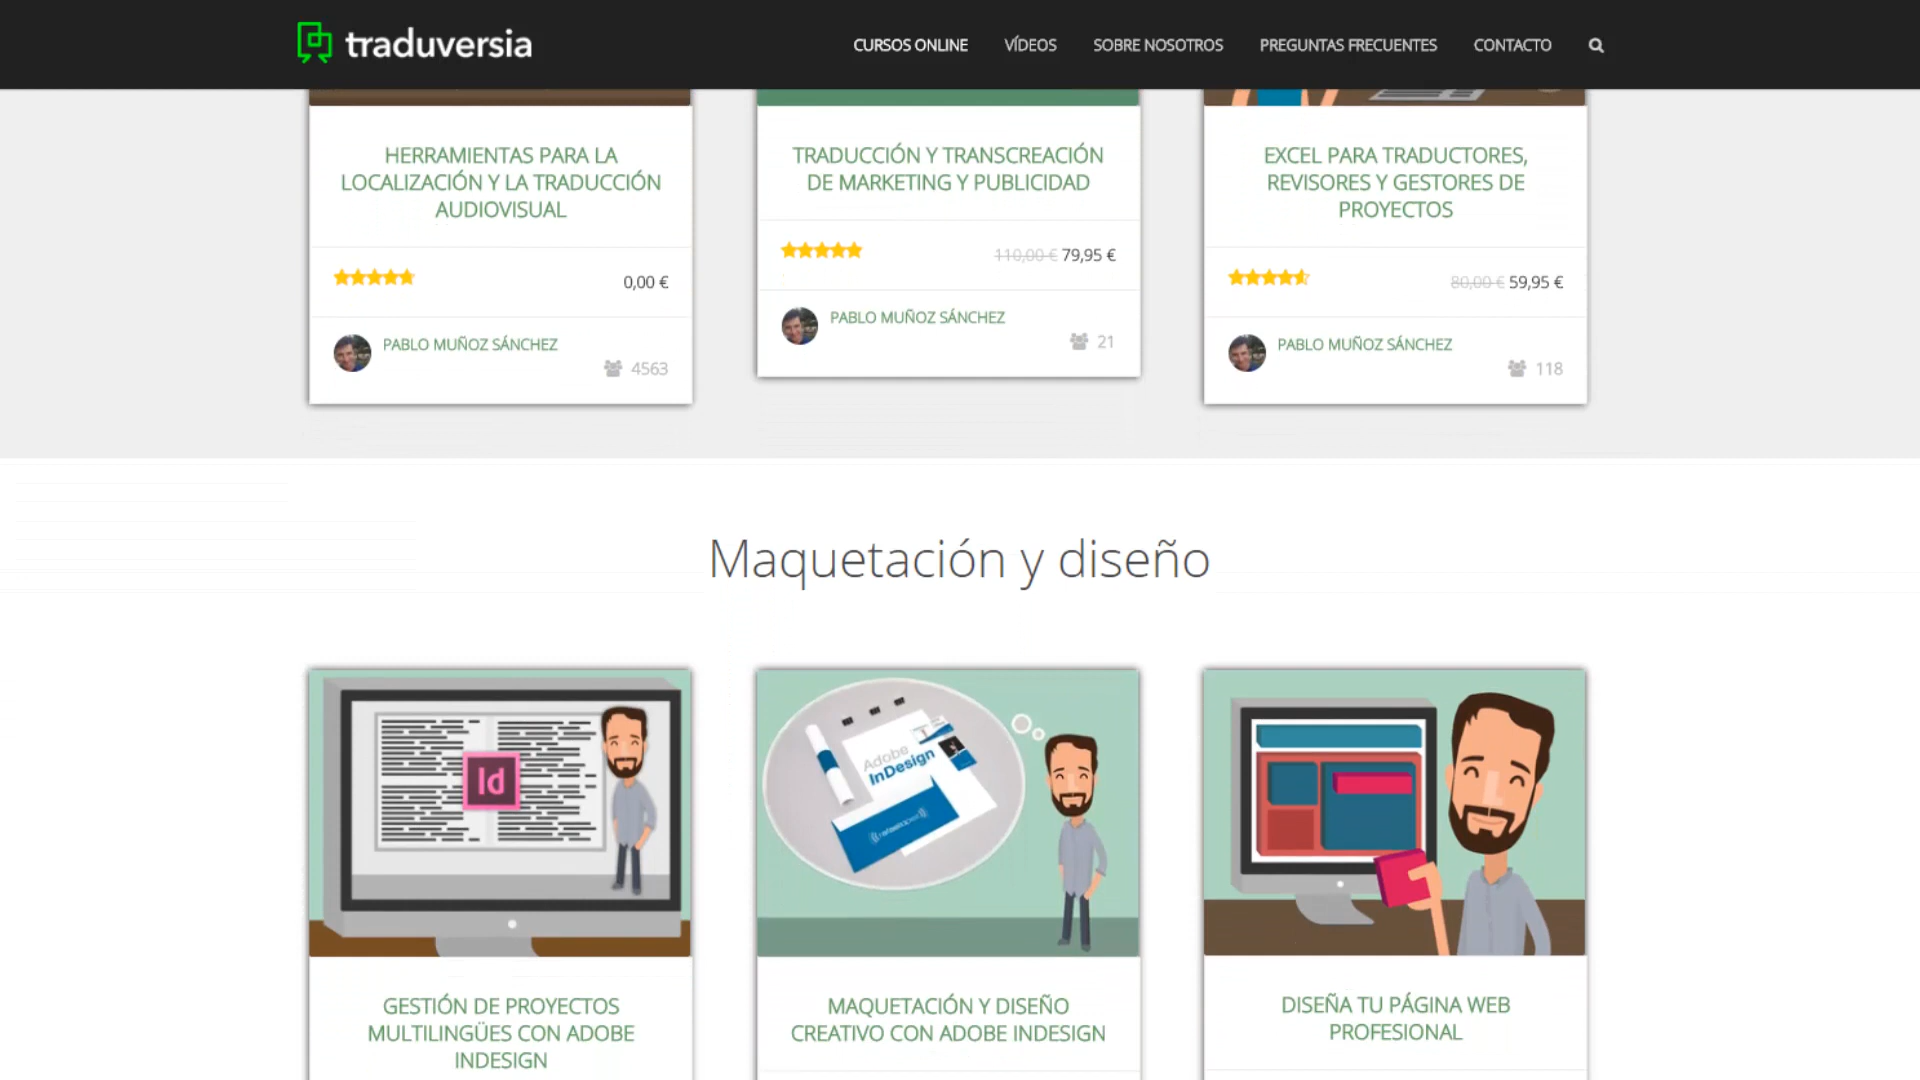 traduversia
CURSOS ONLINE
VÍDEOS
SOBRE NOSOTROS
PREGUNTAS FRECUENTES
CONTACTO
HERRAMIENTAS PARA LA
LOCALIZACIÓN Y LA TRADUCCIÓN
AUDIOVISUAL
0,00 €
PABLO MUÑOZ SÁNCHEZ
4563
TRADUCCIÓN Y TRANSCREACIÓN
DE MARKETING Y PUBLICIDAD
110,00 € 79,95 €
PABLO MUÑOZ SÁNCHEZ
21
EXCEL PARA TRADUCTORES,
REVISORES Y GESTORES DE
PROYECTOS
80,00 € 59,95 €
PABLO MUÑOZ SÁNCHEZ
118
Maquetación y diseño
Id
GESTIÓN DE PROYECTOS
MULTILINGÜES CON ADOBE
INDESIGN
Adobe
InDesign
MAQUETACIÓN Y DISEÑO
CREATIVO CON ADOBE INDESIGN
DISEÑA TU PÁGINA WEB
PROFESIONAL